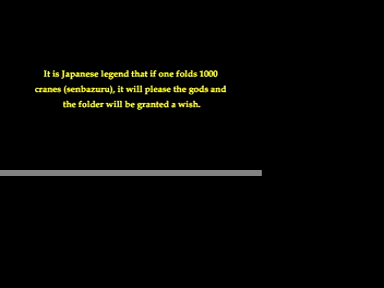 It is Japanese legend that if one folds 1000
cranes (senbazuru), it will please the gods and
the folder will be granted a wish.